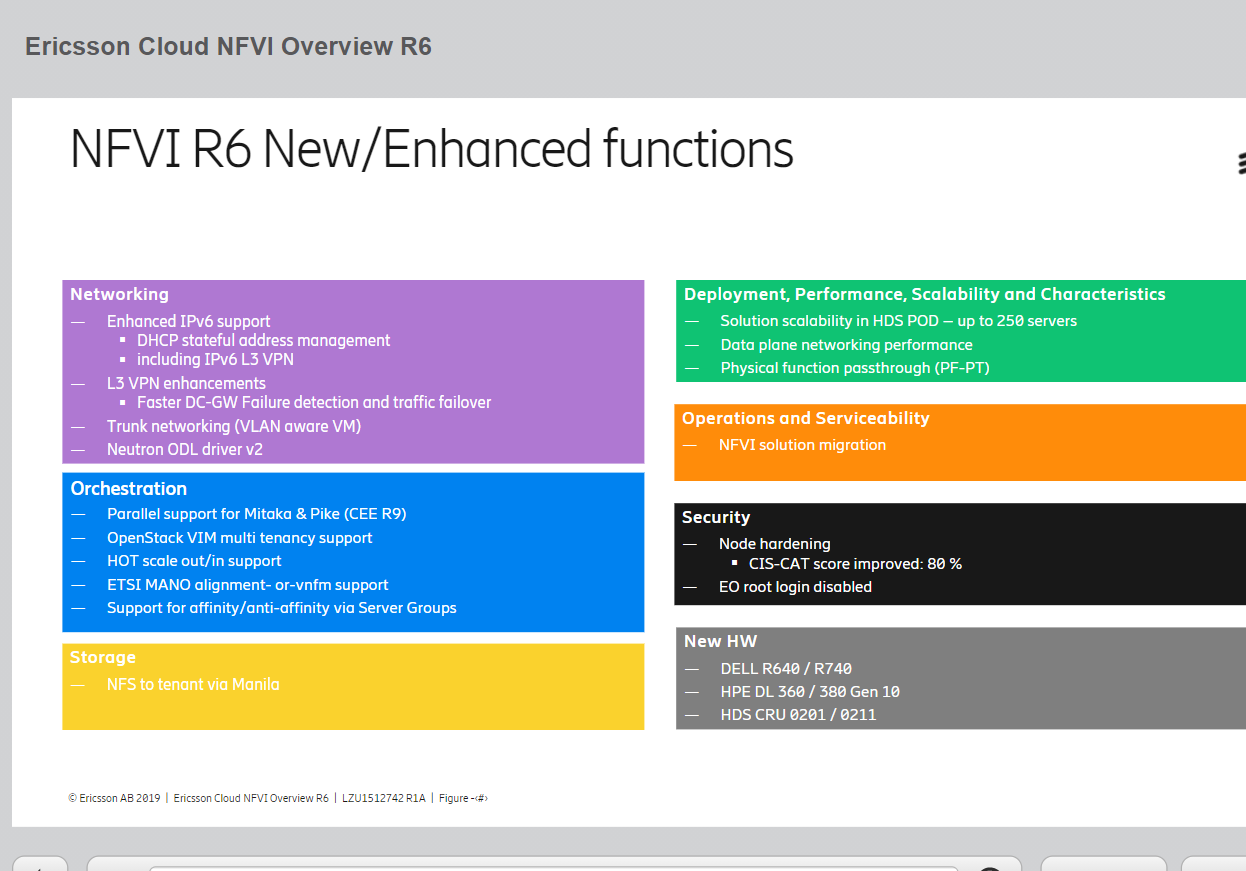 Ericsson Cloud NFVI Overview R6
NFVI R6 New/Enhanced functions
Networking
— Enhanced IPv6 support
▪ DHCP stateful address management
▪ including IPv6 L3 VPN
— L3 VPN enhancements
▪ Faster DC-GW Failure detection and traffic failover
— Trunk networking (VLAN aware VM)
— Neutron ODL driver v2
Orchestration
— Parallel support for Mitaka & Pike (CEE R9)
— OpenStack VIM multi tenancy support
— HOT scale out/in support
— ETSI MANO alignment- or-vnfm support
— Support for affinity/anti-affinity via Server Groups
Storage
— NFS to tenant via Manila
Deployment, Performance, Scalability and Characteristics
— Solution scalability in HDS POD – up to 250 servers
— Data plane networking performance
— Physical function passthrough (PF-PT)
Operations and Serviceability
— NFVI solution migration
Security
— Node hardening
▪ CIS-CAT score improved: 80 %
— EO root login disabled
New HW
— DELL R640 / R740
— HPE DL 360 / 380 Gen 10
— HDS CRU 0201 / 0211
© Ericsson AB 2019 | Ericsson Cloud NFVI Overview R6 | LZU1512742 R1A | Figure -‹#›